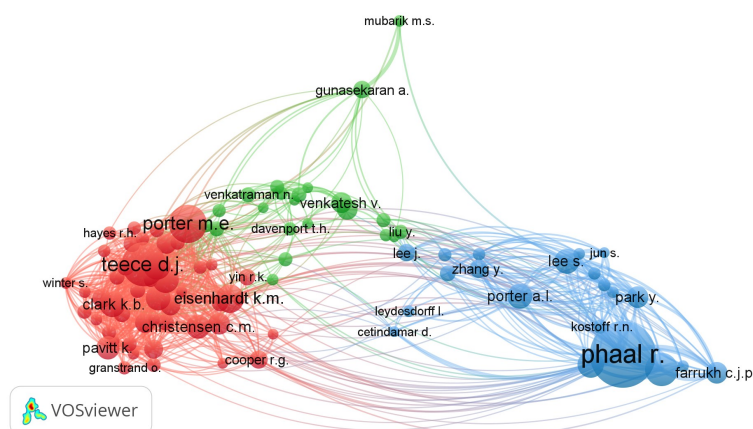 mubarik m.s.
gunasekaran a.
venkatraman n.
venkatesh v.
porter m.e.
hayes r.h.
davenport t.h.
liu y.
lee j.
jun s.
lee s.
teece d.j.
zhang y.
yin r.k.
winter s.
eisenhardt k.m.
porter a.l.
park y.
clark k.b.
leydesdorff l.
christensen c.m.
kostoff r.n.
cetindamar d.
pavitt k.
phaal r.
cooper r.g.
granstrand o.
farrukh c.j.p
VOSviewer